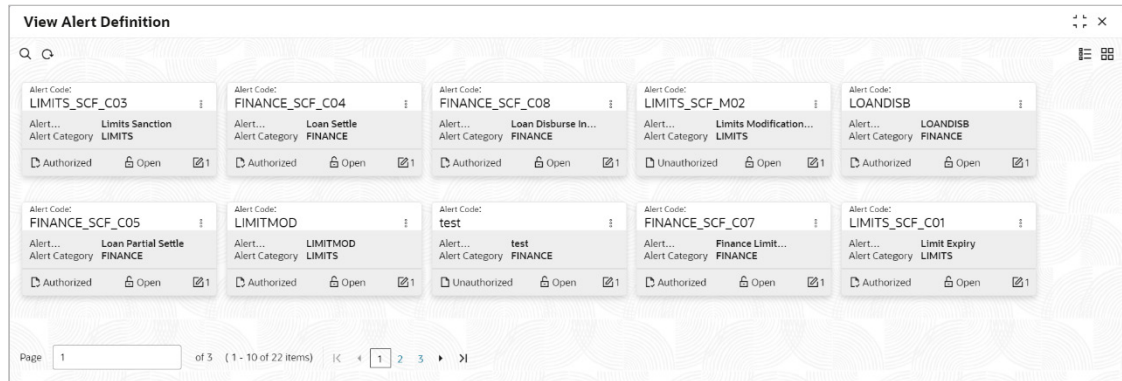 View Alert Definition
Alert Code:
LIMITS_SCF_C03
Alert... Limits Sanction
Alert Category LIMITS
Authorized Open 1
Alert Code:
FINANCE_SCF_C04
Alert... Loan Settle
Alert Category FINANCE
Authorized Open 1
Alert Code:
FINANCE_SCF_C08
Alert... Loan Disburse In...
Alert Category FINANCE
Authorized Open 1
Alert Code:
LIMITS_SCF_M02
Alert... Limits Modification...
Alert Category LIMITS
Unauthorized Open 1
Alert Code:
LOANDISB
Alert... LOANDISB
Alert Category FINANCE
Authorized Open 1
Alert Code:
FINANCE_SCF_C05
Alert... Loan Partial Settle
Alert Category FINANCE
Authorized Open 1
Alert Code:
LIMITMOD
Alert... LIMITMOD
Alert Category LIMITS
Authorized Open 1
Alert Code:
test
Alert... test
Alert Category FINANCE
Unauthorized Open 1
Alert Code:
FINANCE_SCF_C07
Alert... Finance Limit...
Alert Category FINANCE
Authorized Open 1
Alert Code:
LIMITS_SCF_C01
Alert... Limit Expiry
Alert Category LIMITS
Authorized Open 1
Page 1 of 3 (1 - 10 of 22 items) 1 2 3